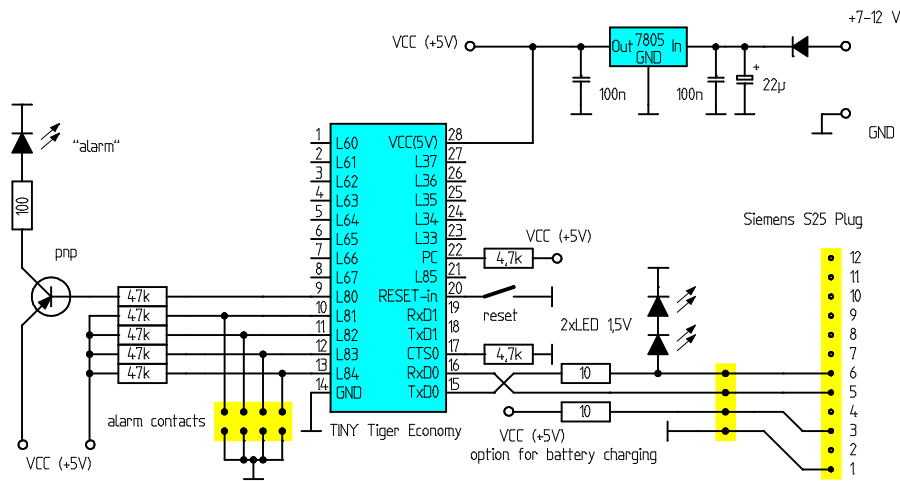 +7-12 V
VCC (+5V)
Out 7805 In
GND
100n
100n
+
22µ
GND
"alarm"
100
pnp
1 L60 VCC(5V) 28
2 L61 L37 27
3 L62 L36 26
4 L63 L35 25
5 L64 L34 24
6 L65 L33 23
7 L66 PC 22
8 L67 L85 21
9 L80 RESET-in 20
10 L81 RxD1 19
11 L82 TxD1 18
12 L83 CTS0 17
13 L84 RxD0 16
14 GND TxD0 15
TINY Tiger Economy
47k
47k
47k
47k
47k
alarm contacts
VCC (+5V)
VCC (+5V)
4,7k
reset
4,7k
2xLED 1,5V
10
10
VCC (+5V)
option for battery charging
Siemens S25 Plug
12
11
10
9
8
7
6
5
4
3
2
1